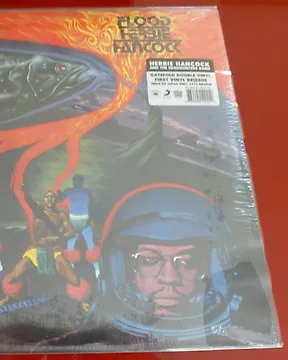 FLOOD
HERBIE
HANCOCK
HERBIE HANCOCK
AND THE HEADHUNTERS BAND
GATEFOLD DOUBLE VINYL
FIRST VINYL REISSUE